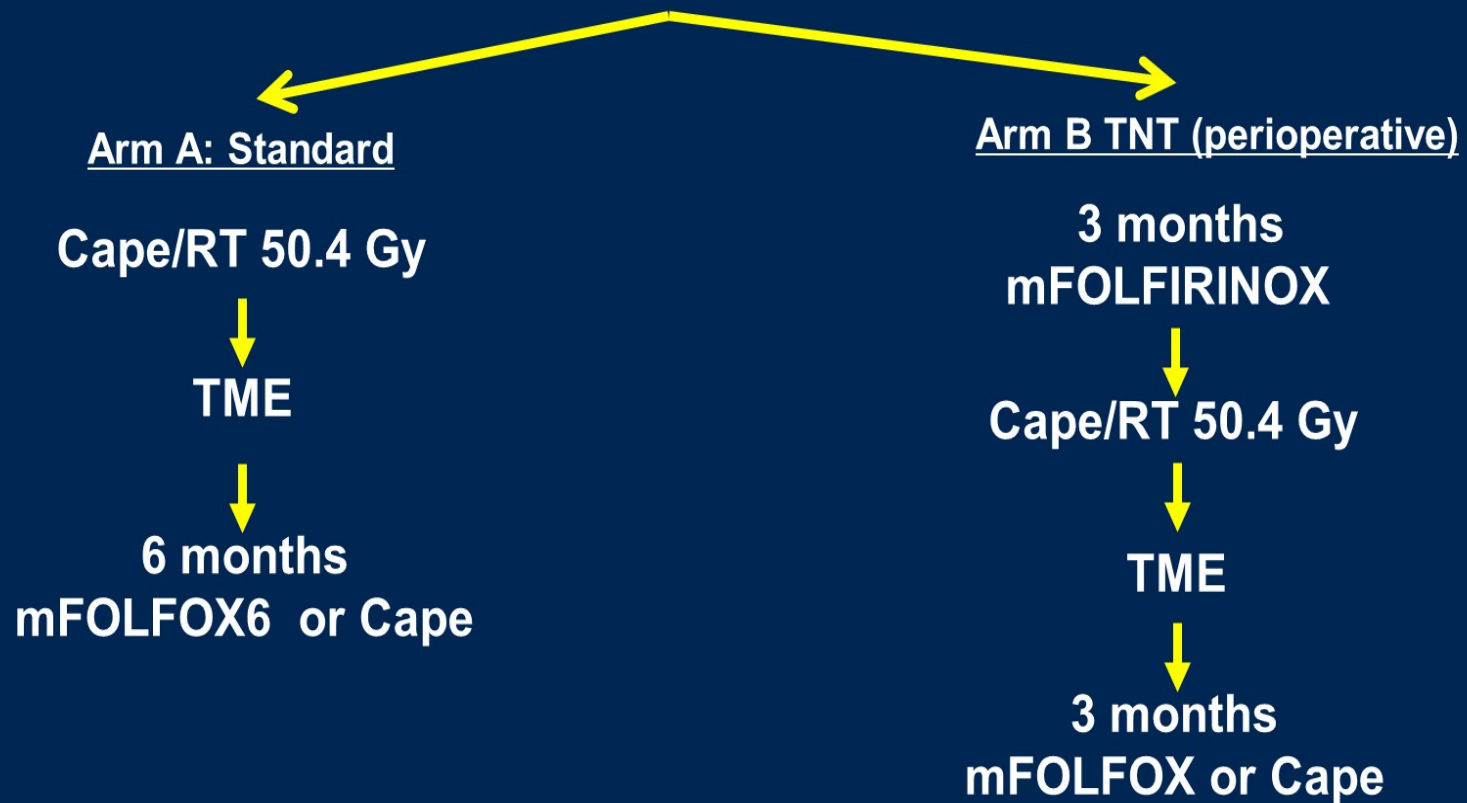 Arm A: Standard
Cape/RT 50.4 Gy
TME
6 months
mFOLFOX6 or Cape
Arm B TNT (perioperative)
3 months
mFOLFIRINOX
Cape/RT 50.4 Gy
TME
3 months
mFOLFOX or Cape